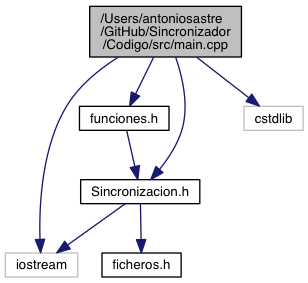 /Users/antoniosastre
/GitHub/Sincronizador
/Codigo/src/main.cpp
funciones.h
cstdlib
Sincronizacion.h
iostream
ficheros.h